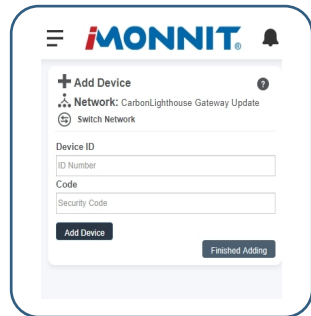 iMONNIT®
Add Device
Network: CarbonLighthouse Gateway Update
Switch Network
Device ID
ID Number
Code
Security Code
Add Device
Finished Adding